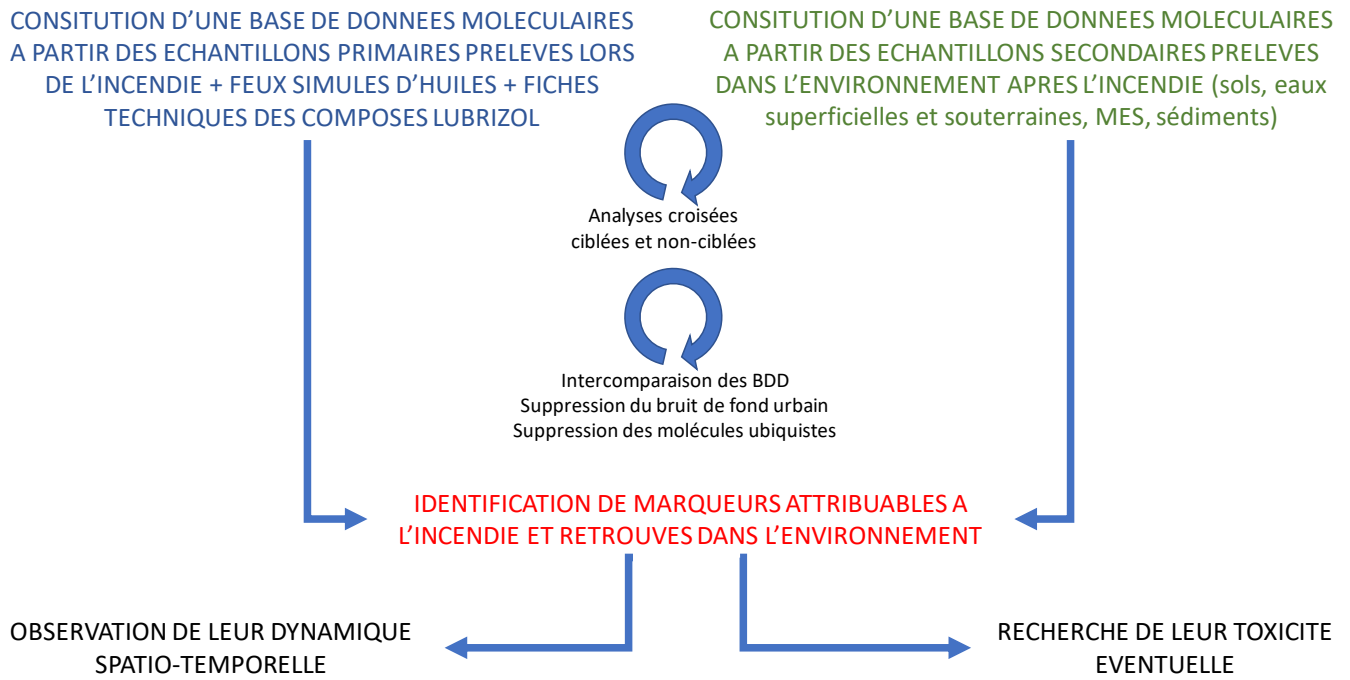 CONSITUTION D'UNE BASE DE DONNEES MOLECULAIRES
A PARTIR DES ECHANTILLONS PRIMAIRES PRELEVES LORS
DE L'INCENDIE + FEUX SIMULES D'HUILES + FICHES
TECHNIQUES DES COMPOSES LUBRIZOL
CONSITUTION D'UNE BASE DE DONNEES MOLECULAIRES
A PARTIR DES ECHANTILLONS SECONDAIRES PRELEVES
DANS L'ENVIRONNEMENT APRES L'INCENDIE (sols, eaux
superficielles et souterraines, MES, sédiments)
Analyses croisées
ciblées et non-ciblées
Intercomparaison des BDD
Suppression du bruit de fond urbain
Suppression des molécules ubiquistes
IDENTIFICATION DE MARQUEURS ATTRIBUABLES A
L'INCENDIE ET RETROUVES DANS L'ENVIRONNEMENT
OBSERVATION DE LEUR DYNAMIQUE
SPATIO-TEMPORELLE
RECHERCHE DE LEUR TOXICITE
EVENTUELLE